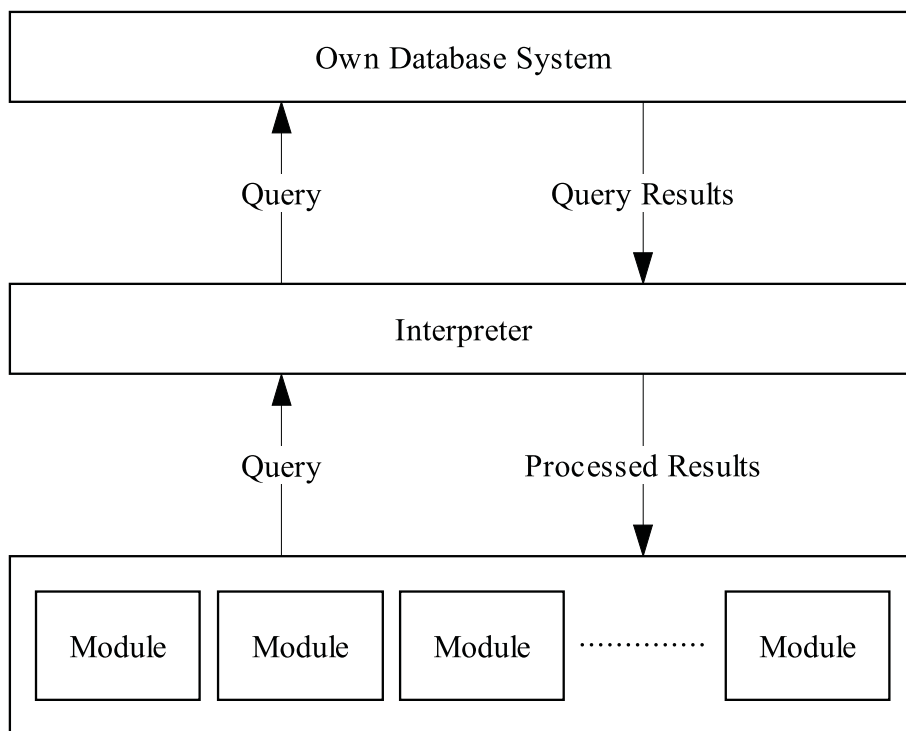 Own Database System
Query
Query Results
Interpreter
Query
Processed Results
Module
Module
Module
..............
Module